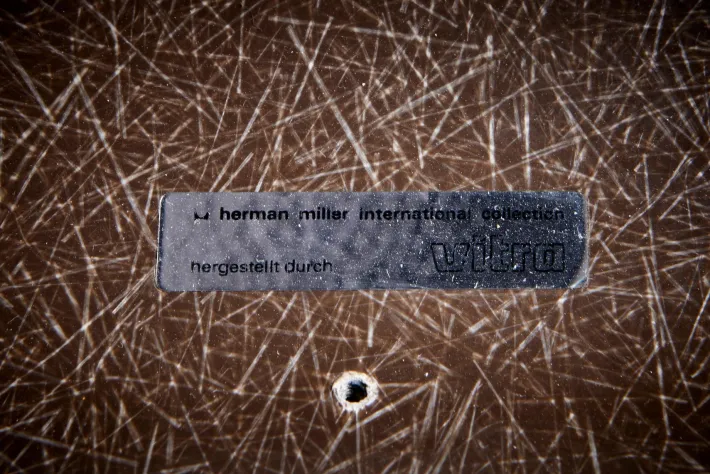 herman miller international collection
hergestellt durch vitra